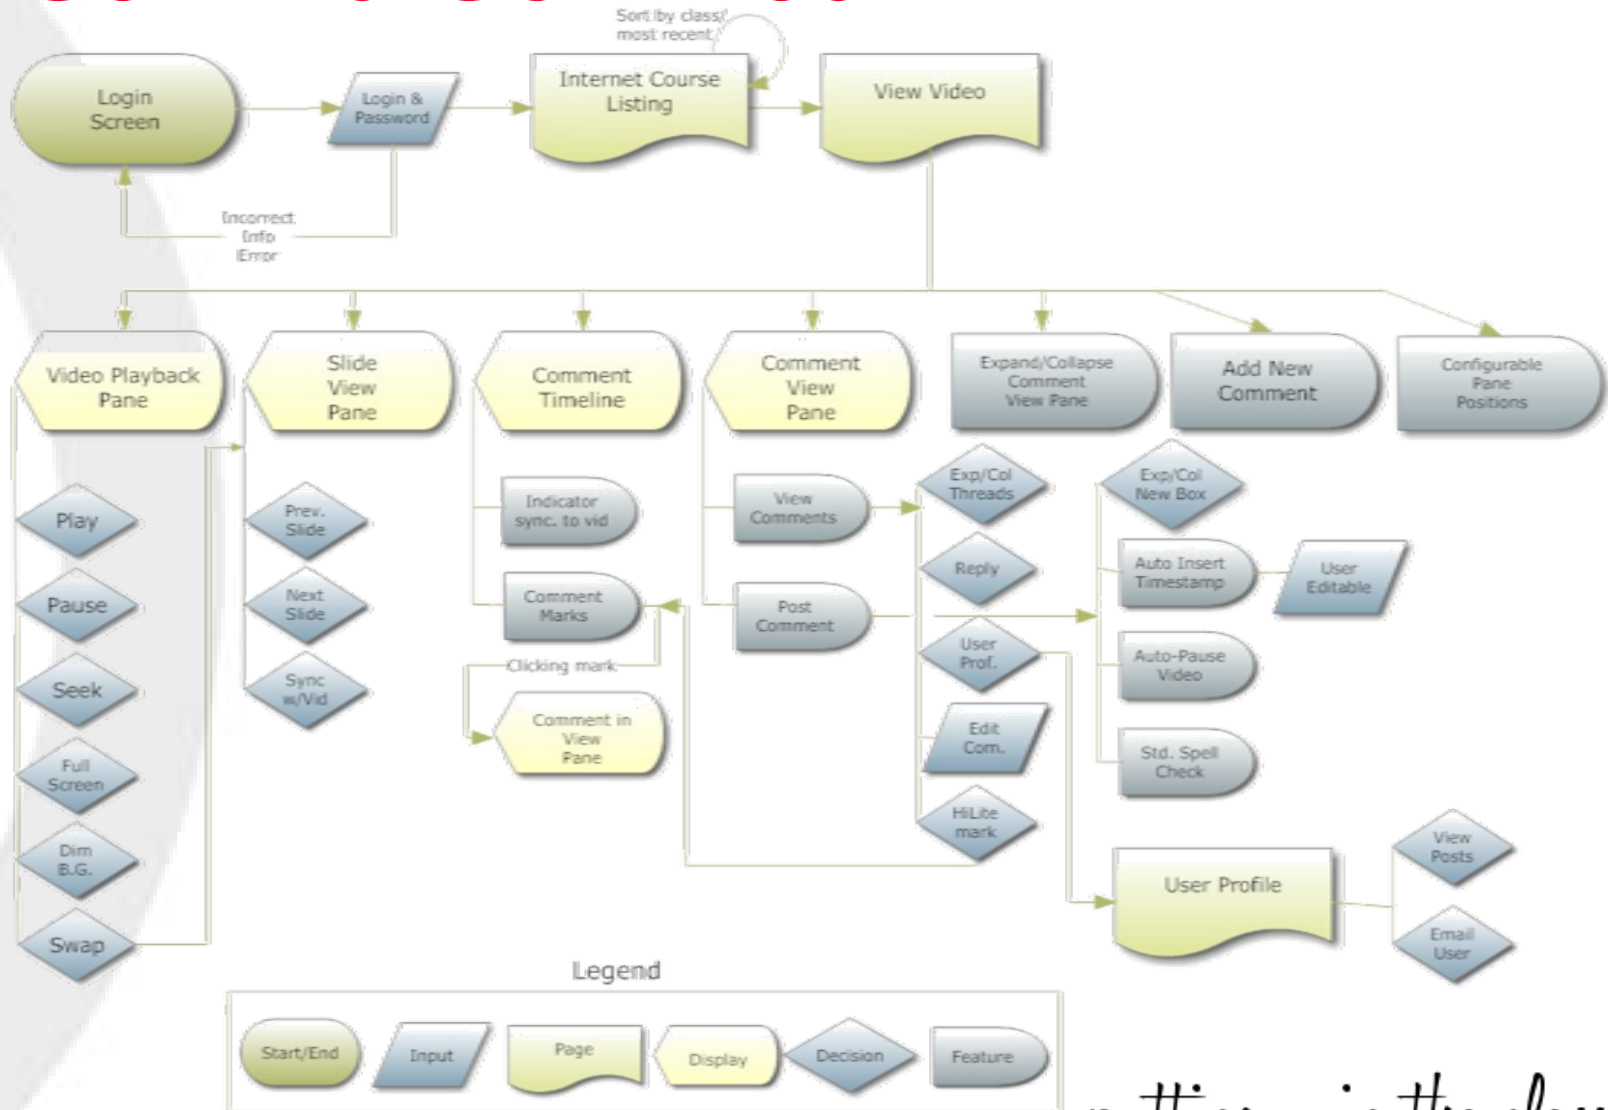 Sort by class/
most recent
Login
Screen
Login &
Password
Internet Course
Listing
View Video
Incorrect
Info
Error
Video Playback
Pane
Slide
View
Pane
Comment
Timeline
Comment
View
Pane
Expand/Collapse
Comment
View Pane
Add New
Comment
Configurable
Pane
Positions
Play
Pause
Seek
Full
Screen
Dim
B.G.
Swap
Prev.
Slide
Next
Slide
Sync
w/Vid
Indicator
sync. to vid
Comment
Marks
Clicking mark
Comment in
View
Pane
View
Comments
Post
Comment
Exp/Col
Threads
Reply
User
Prof.
Edit
Com.
HiLite
mark
Exp/Col
New Box
Auto Insert
Timestamp
User
Editable
Auto-Pause
Video
Std. Spell
Check
User Profile
View
Posts
Email
User
Legend
Start/End
Input
Page
Display
Decision
Feature